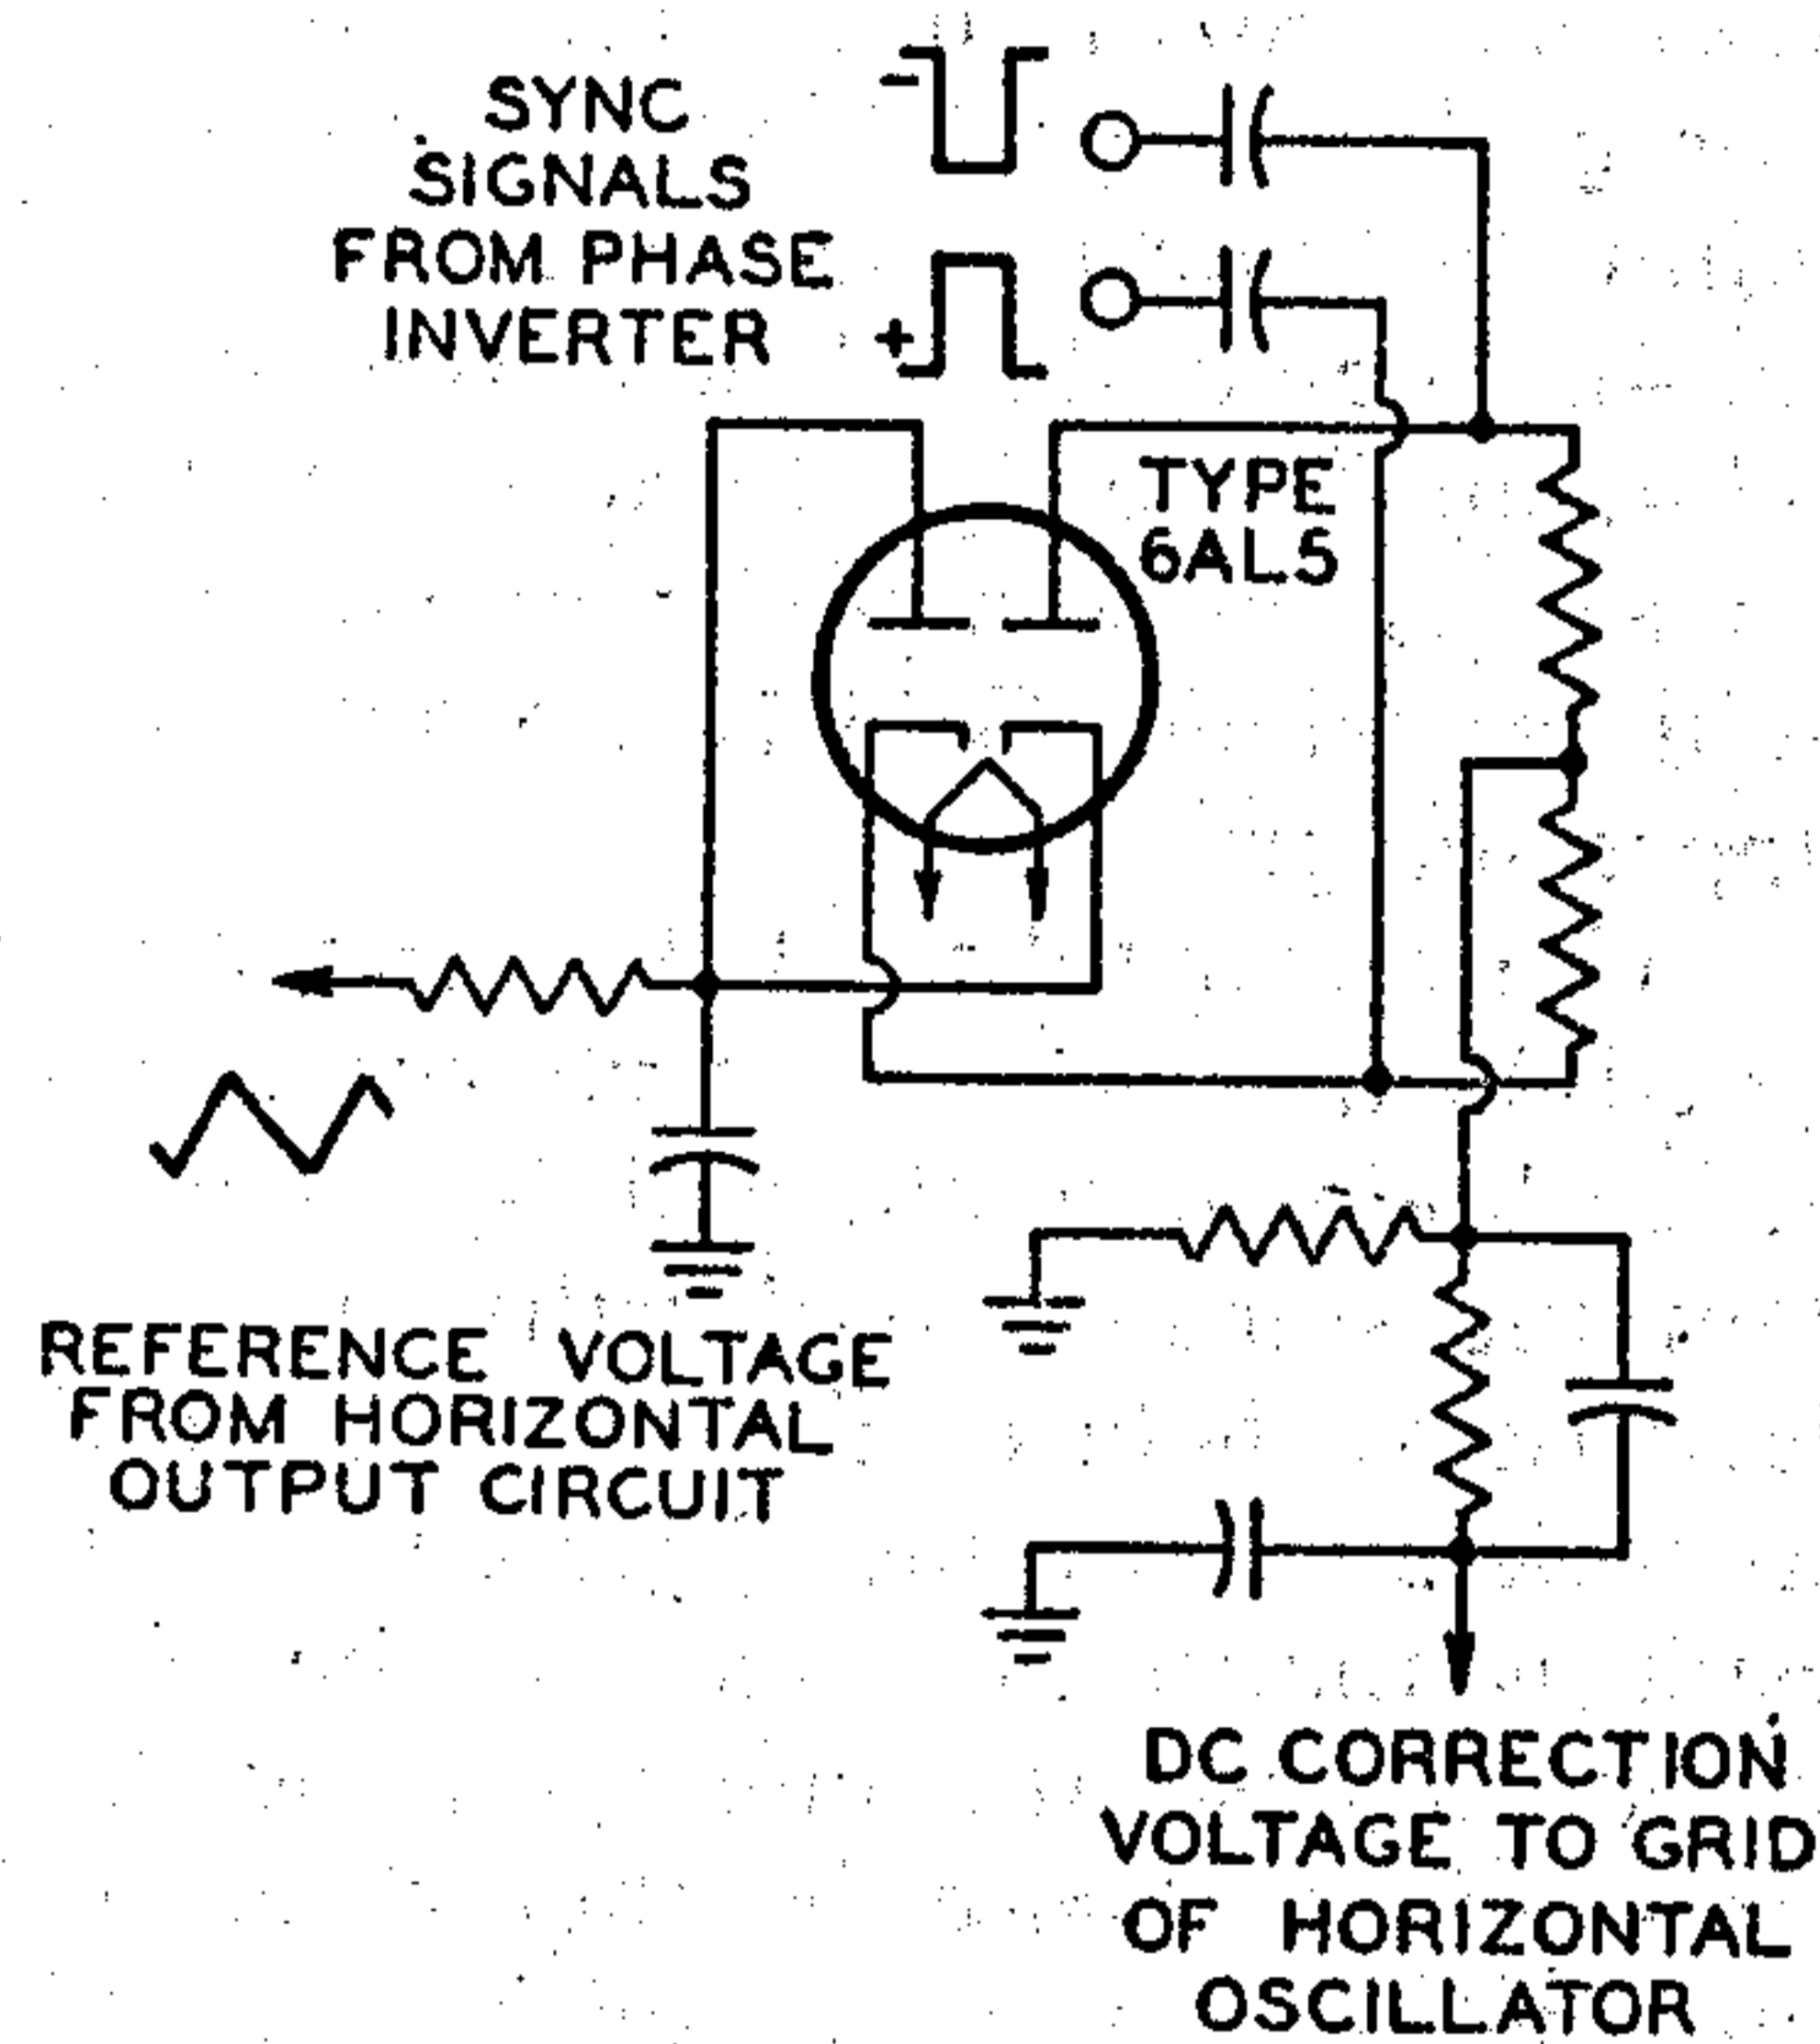 SYNC
SIGNALS
FROM PHASE
INVERTER
-
+
TYPE
6AL5
REFERENCE VOLTAGE
FROM HORIZONTAL
OUTPUT CIRCUIT
DC CORRECTION
VOLTAGE TO GRID
OF HORIZONTAL
OSCILLATOR